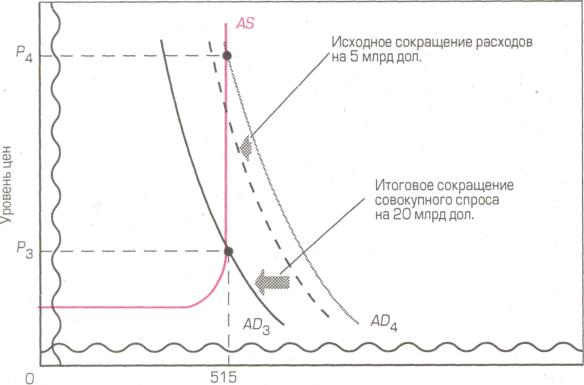 AS
P4
Исходное сокращение расходов
на 5 млрд дол.
Уровень цен
Итоговое сокращение
совокупного спроса
на 20 млрд дол.
P3
AD3
AD4
0
515